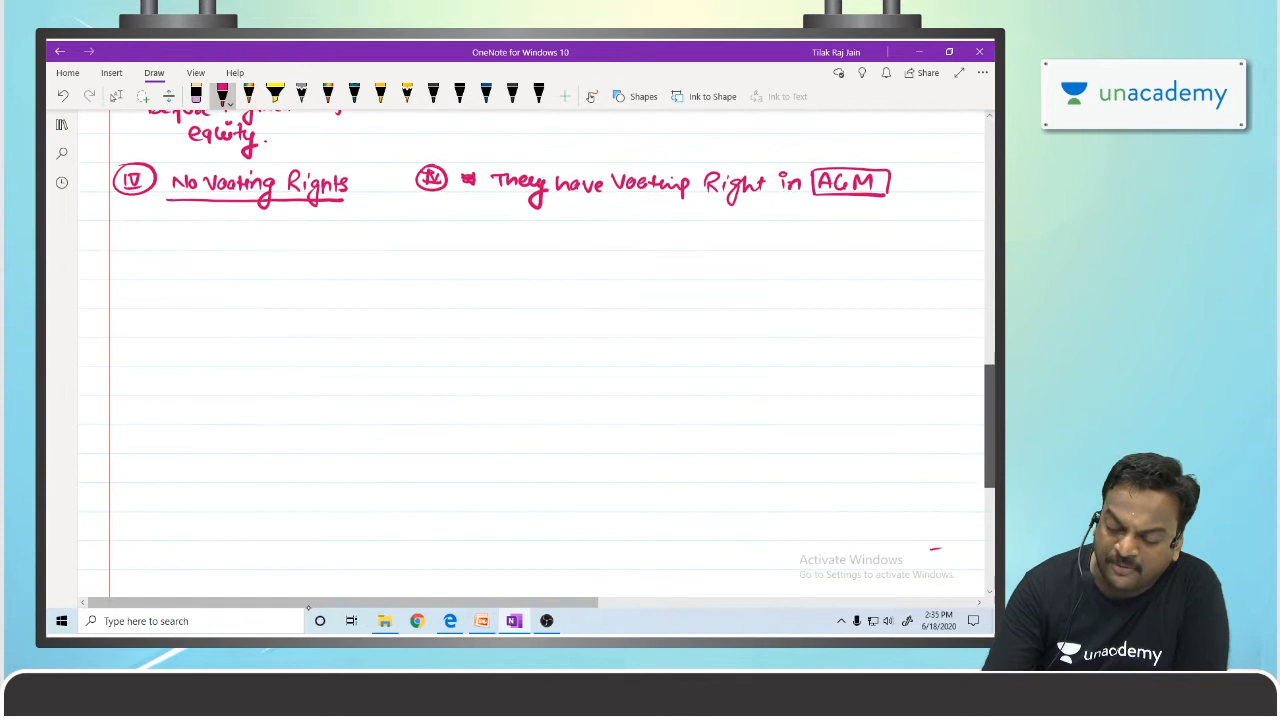 OneNote for Windows 10
Tilak Raj Jain
Home Insert Draw View Help
Share
Shapes Ink to Shape Ink to Text
equity.
IV No Vooting Rights
IV They have Vooting Right in AGM
Activate Windows
Go to Settings to activate Windows.
Type here to search
2:35 PM
6/18/2020
unacademy
unacademy